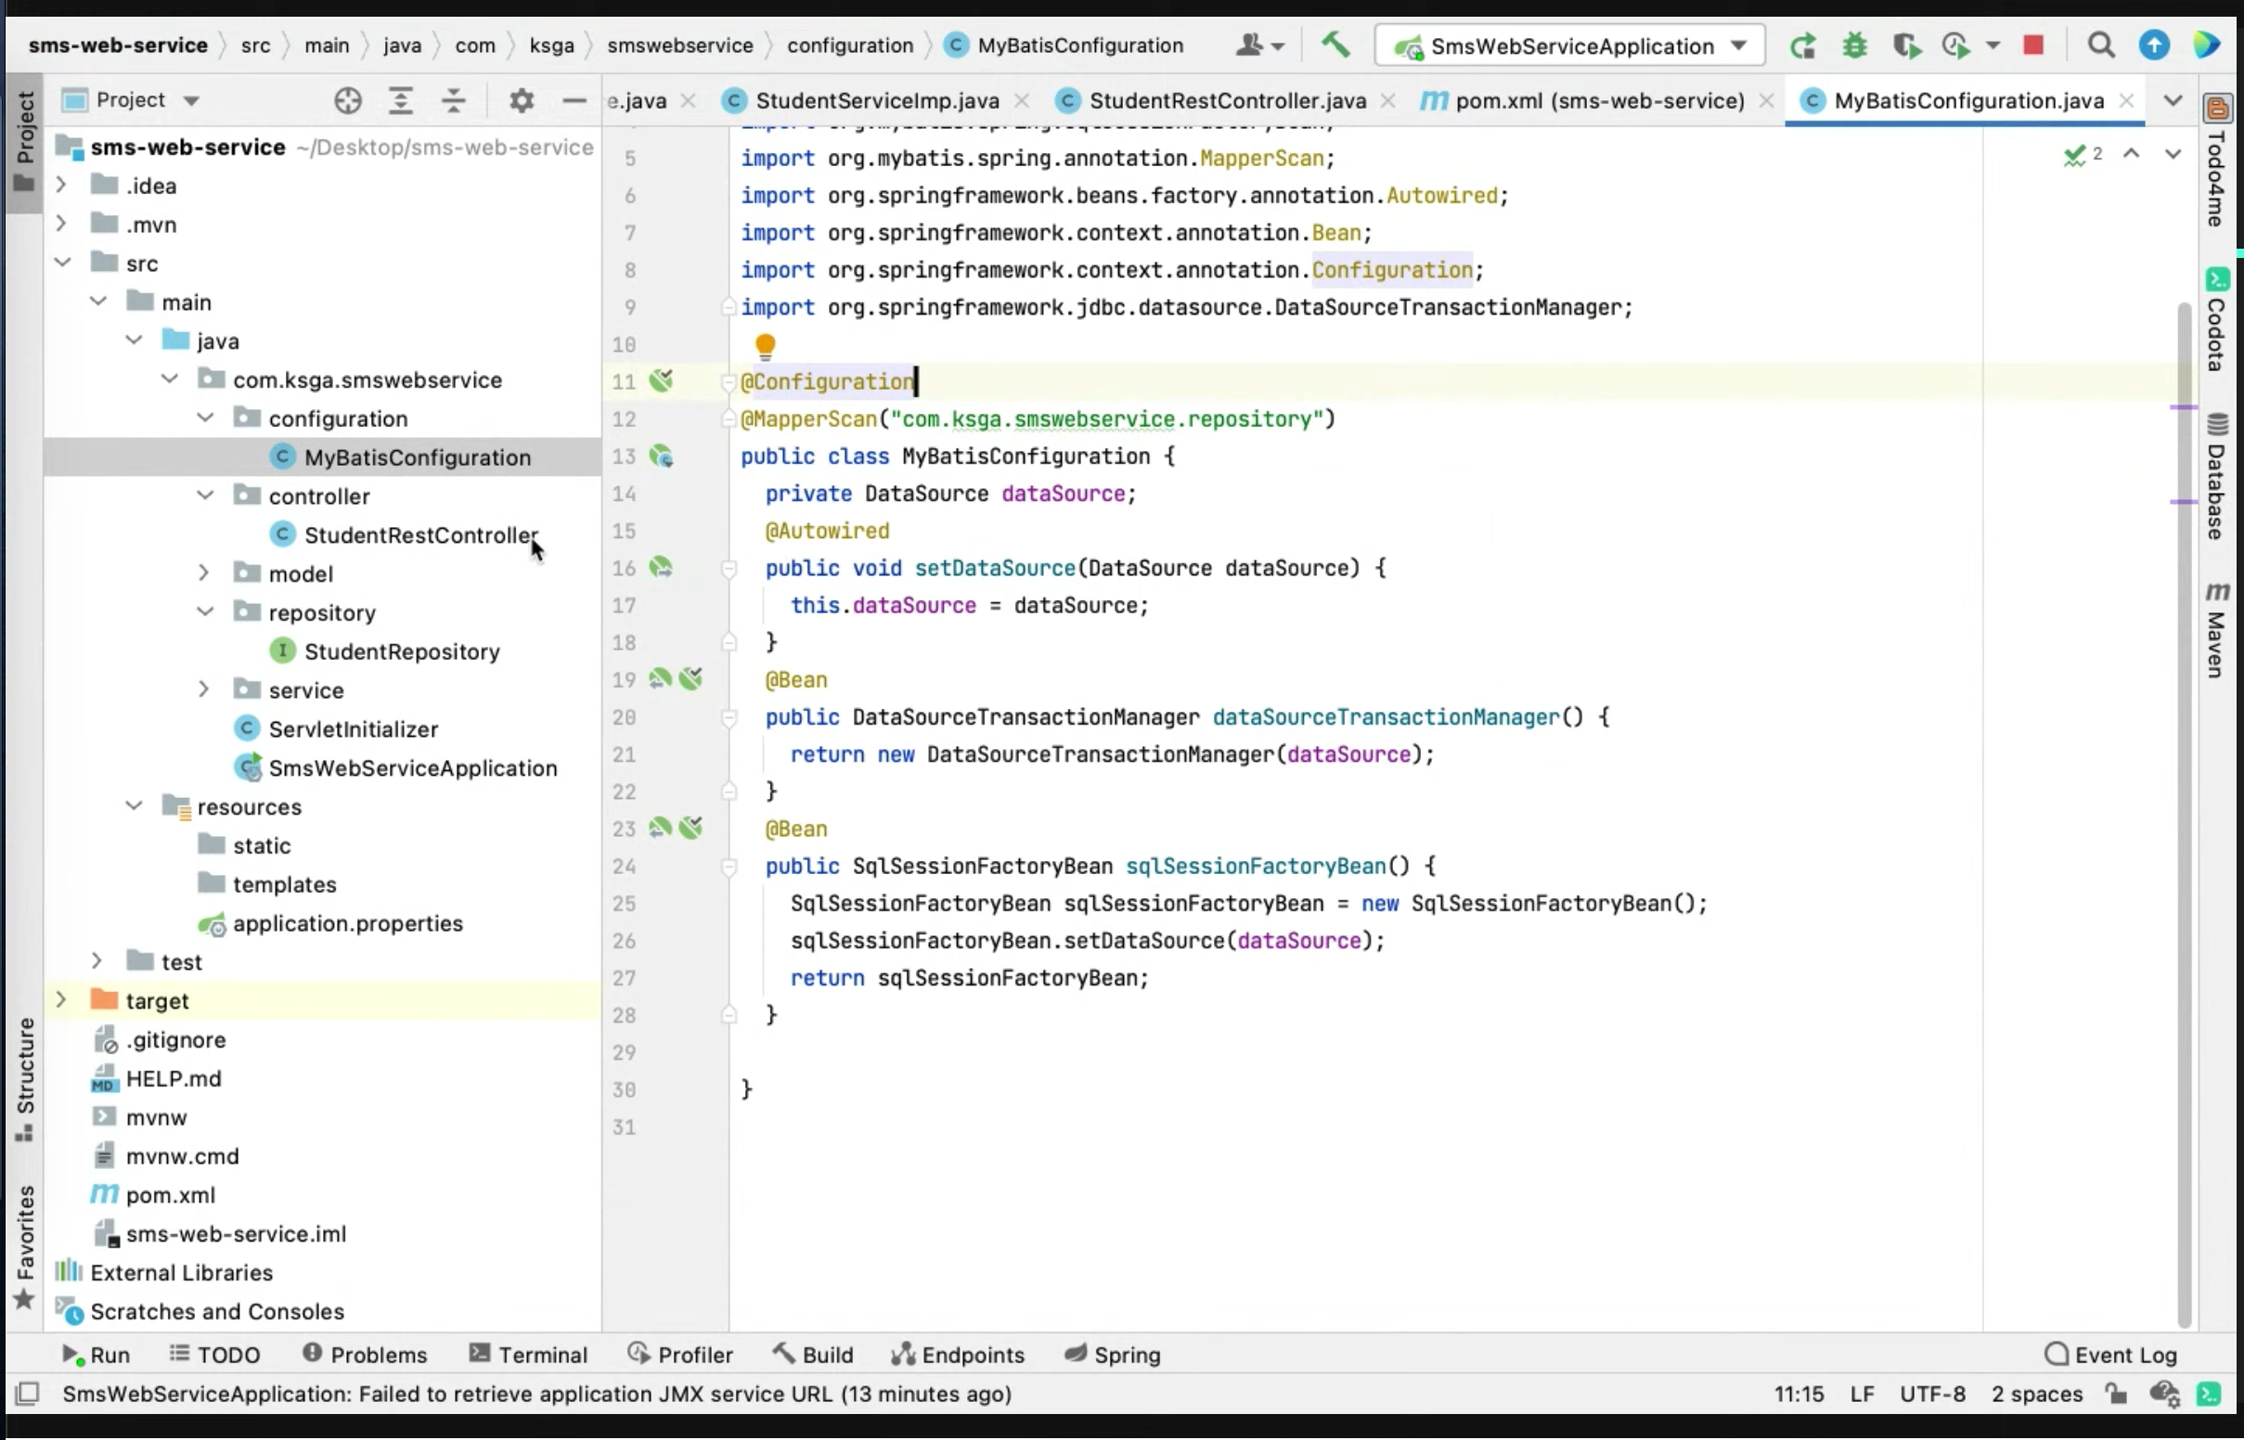 sms-web-service src main java com ksga smswebservice configuration MyBatisConfiguration SmsWebServiceApplication
Project
e.java StudentServiceImp.java StudentRestController.java pom.xml (sms-web-service) MyBatisConfiguration.java
Project
Structure
Favorites
sms-web-service ~/Desktop/sms-web-service
.idea
.mvn
src
main
java
com.ksga.smswebservice
configuration
MyBatisConfiguration
controller
StudentRestController
model
repository
StudentRepository
service
ServletInitializer
SmsWebServiceApplication
resources
static
templates
application.properties
test
target
.gitignore
HELP.md
mvnw
mvnw.cmd
pom.xml
sms-web-service.iml
External Libraries
Scratches and Consoles
5 import org.mybatis.spring.annotation.MapperScan;
6 import org.springframework.beans.factory.annotation.Autowired;
7 import org.springframework.context.annotation.Bean;
8 import org.springframework.context.annotation.Configuration;
9 import org.springframework.jdbc.datasource.DataSourceTransactionManager;
10
11 @Configuration
12 @MapperScan("com.ksga.smswebservice.repository")
13 public class MyBatisConfiguration {
14 private DataSource dataSource;
15 @Autowired
16 public void setDataSource(DataSource dataSource) {
17 this.dataSource = dataSource;
18 }
19 @Bean
20 public DataSourceTransactionManager dataSourceTransactionManager() {
21 return new DataSourceTransactionManager(dataSource);
22 }
23 @Bean
24 public SqlSessionFactoryBean sqlSessionFactoryBean() {
25 SqlSessionFactoryBean sqlSessionFactoryBean = new SqlSessionFactoryBean();
26 sqlSessionFactoryBean.setDataSource(dataSource);
27 return sqlSessionFactoryBean;
28 }
29
30 }
31
2
Todo4me
Codota
Database
Maven
Run TODO Problems Terminal Profiler Build Endpoints Spring Event Log
SmsWebServiceApplication: Failed to retrieve application JMX service URL (13 minutes ago) 11:15 LF UTF-8 2 spaces